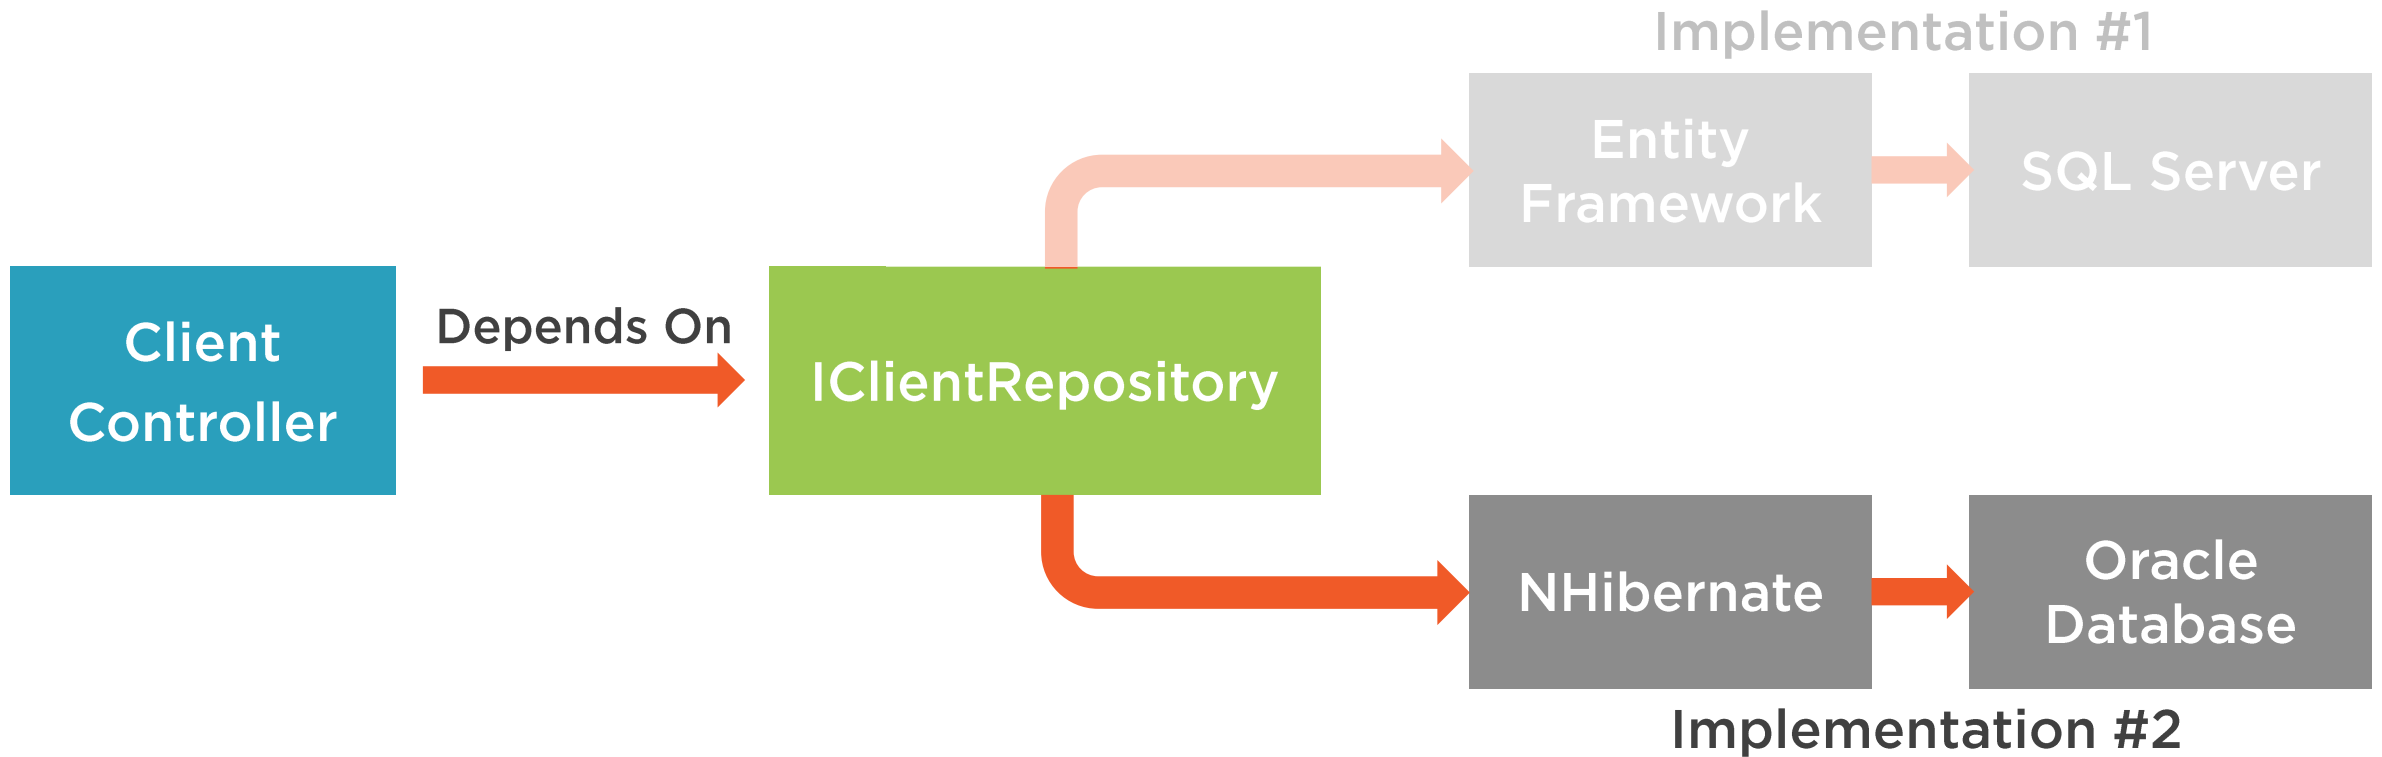 Implementation #1
Entity
Framework
SQL Server
Client
Controller
Depends On
IClientRepository
NHibernate
Oracle
Database
Implementation #2